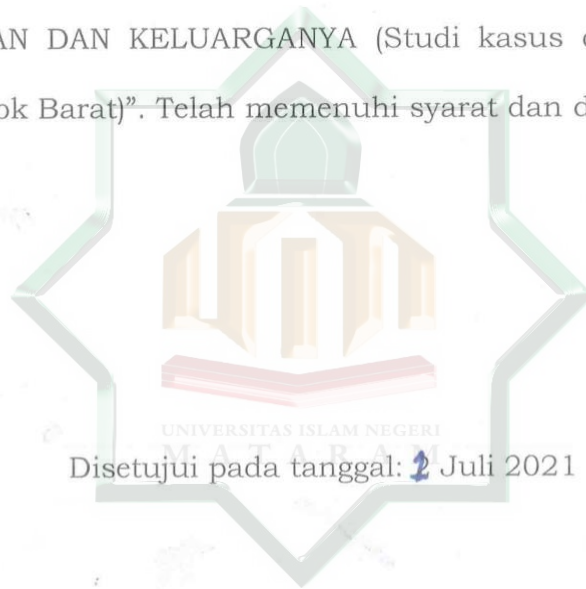 AN DAN KELUARGANYA (Studi kasus
ok Barat)”. Telah memenuhi syarat dan
UNIVERSITAS ISLAM NEGERI
MATARAM
Disetujui pada tanggal: Juli 2021